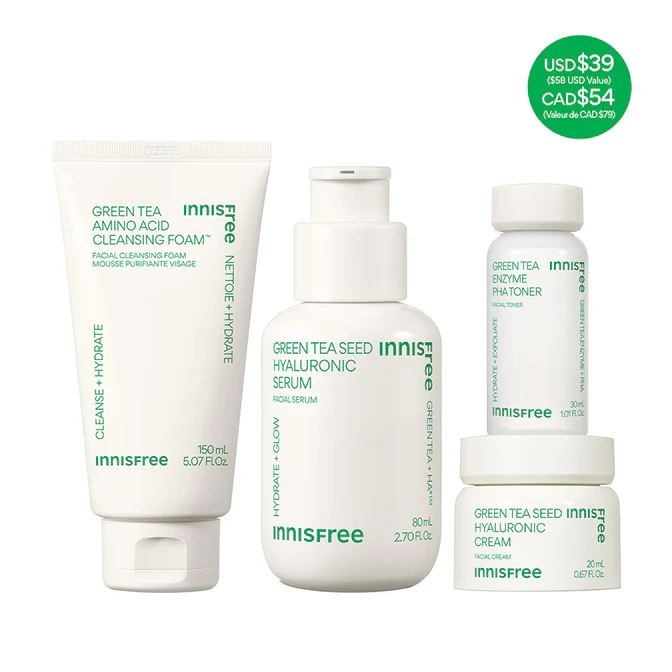 USD$39
($58 USD Value)
CAD$54
(Valeur de CAD $79)
GREEN TEA
AMINO ACID
CLEANSING FOAM™
FACIAL CLEANSING FOAM
MOUSSE PURIFIANTE VISAGE
INNISFree
NETTOIE + HYDRATE
CLEANSE + HYDRATE
150 mL
INNISFree 5.07 Fl.Oz.
GREEN TEA SEED
HYALURONIC
SERUM
FACIAL SERUM
INNISFree
GREEN TEA + HA*™
HYDRATE + GLOW
80 mL
INNISFree 2.70 Fl.Oz.
GREEN TEA
ENZYME
PHA TONER
FACIAL TONER
INNISFree
GREEN TEA ENZYME + PHA
HYDRATE + EXFOLIATE
30 mL
INNISFree 1.01 Fl.Oz.
GREEN TEA SEED
HYALURONIC
CREAM
FACIAL CREAM
INNISFree
20 mL
INNISFree 0.67 Fl. Oz.